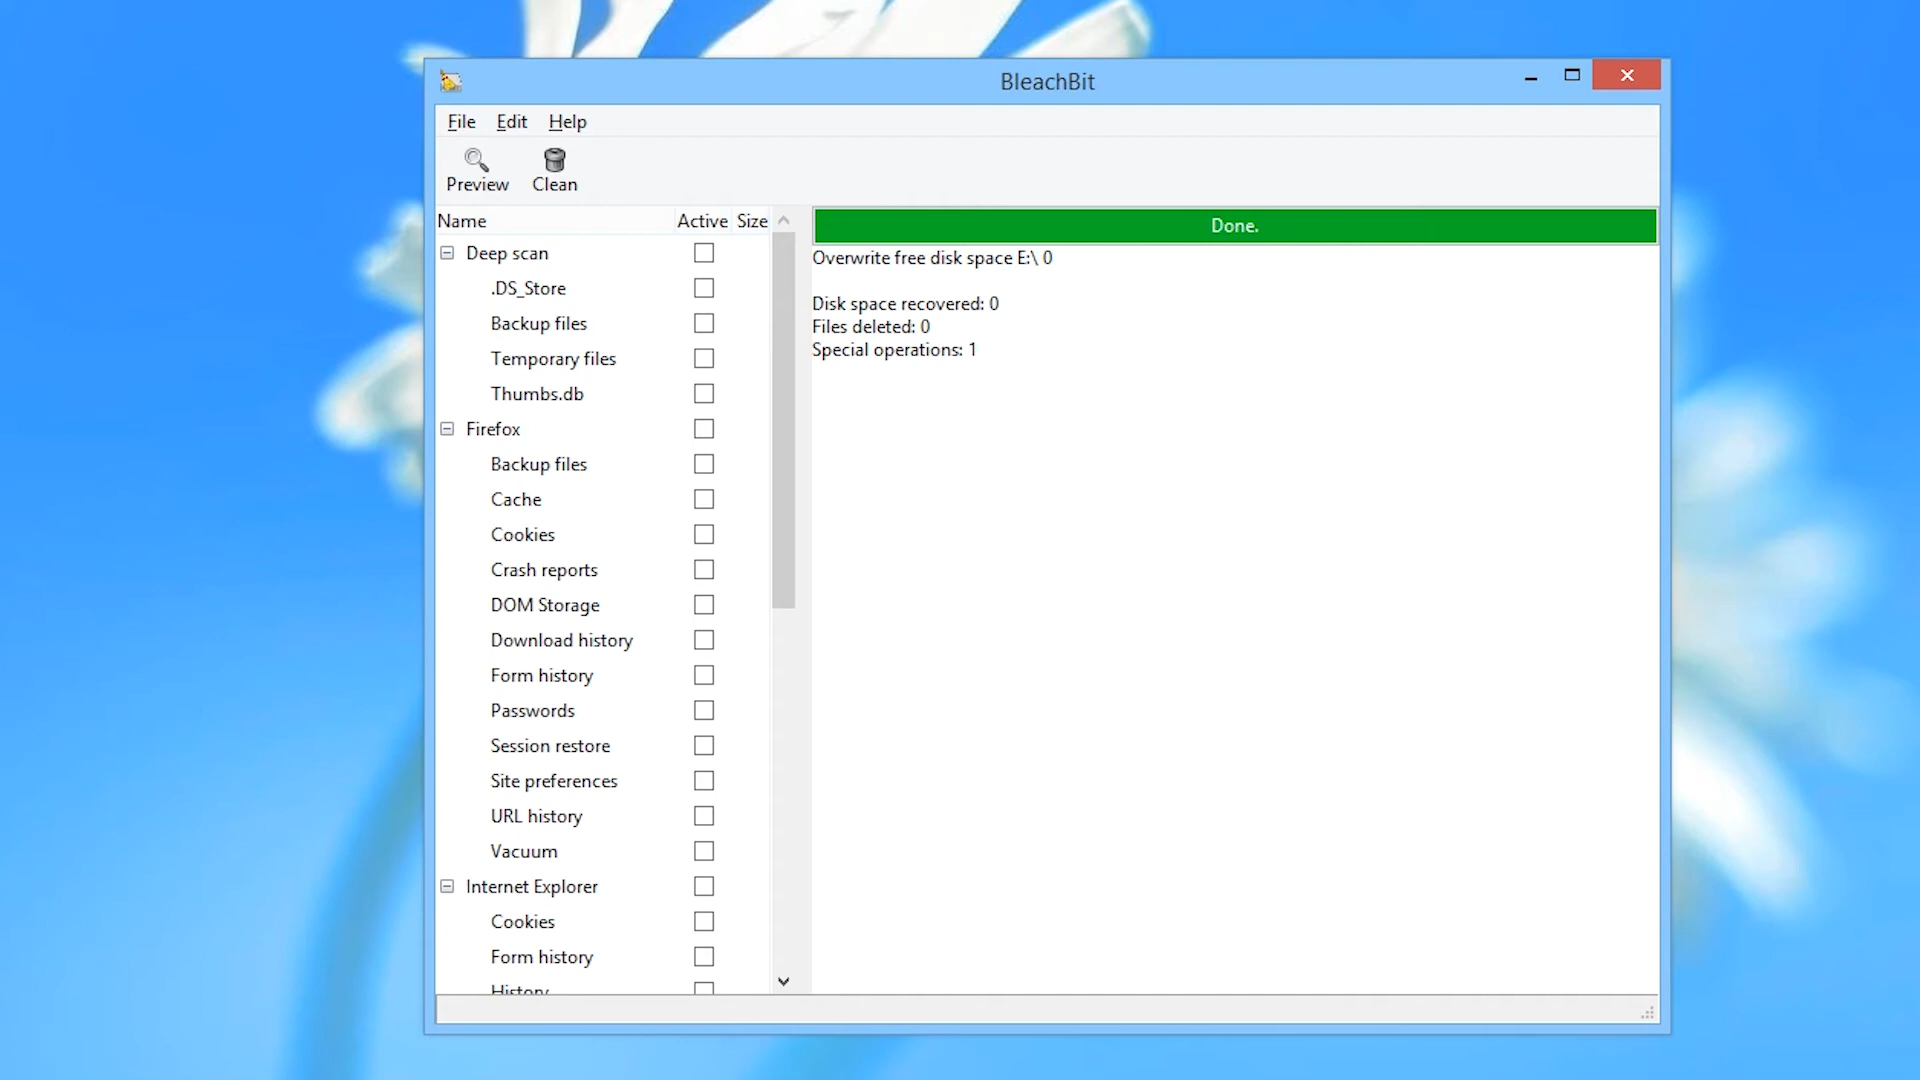 BleachBit
File Edit Help
Preview Clean
Name Active Size
Deep scan
.DS_Store
Backup files
Temporary files
Thumbs.db
Firefox
Backup files
Cache
Cookies
Crash reports
DOM Storage
Download history
Form history
Passwords
Session restore
Site preferences
URL history
Vacuum
Internet Explorer
Cookies
Form history
History
Done.
Overwrite free disk space E:\ 0
Disk space recovered: 0
Files deleted: 0
Special operations: 1